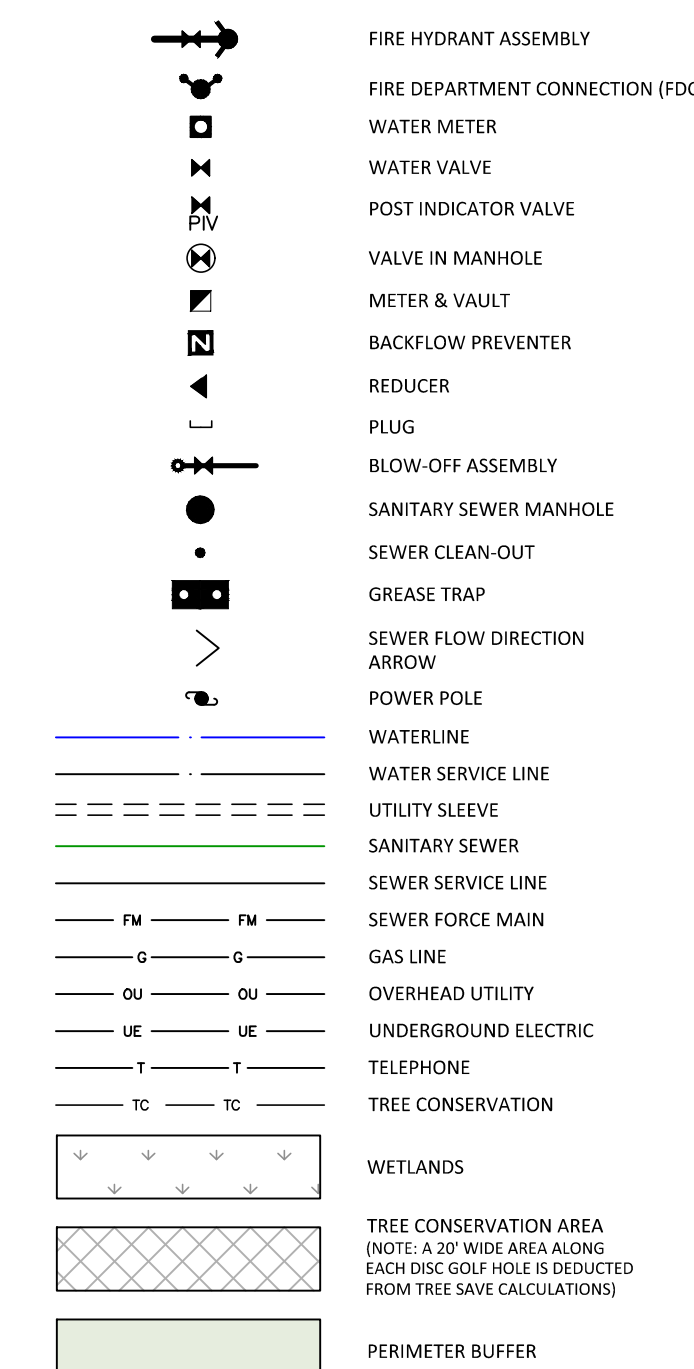 FIRE HYDRANT ASSEMBLY
FIRE DEPARTMENT CONNECTION (FDC
WATER METER
WATER VALVE
PIV POST INDICATOR VALVE
VALVE IN MANHOLE
METER & VAULT
N BACKFLOW PREVENTER
REDUCER
PLUG
BLOW-OFF ASSEMBLY
SANITARY SEWER MANHOLE
SEWER CLEAN-OUT
GREASE TRAP
SEWER FLOW DIRECTION
ARROW
POWER POLE
WATERLINE
WATER SERVICE LINE
UTILITY SLEEVE
SANITARY SEWER
SEWER SERVICE LINE
FM FM SEWER FORCE MAIN
G G GAS LINE
OU OU OVERHEAD UTILITY
UE UE UNDERGROUND ELECTRIC
T T TELEPHONE
TC TC TREE CONSERVATION
WETLANDS
TREE CONSERVATION AREA
(NOTE: A 20' WIDE AREA ALONG
EACH DISC GOLF HOLE IS DEDUCTED
FROM TREE SAVE CALCULATIONS)
PERIMETER BUFFER